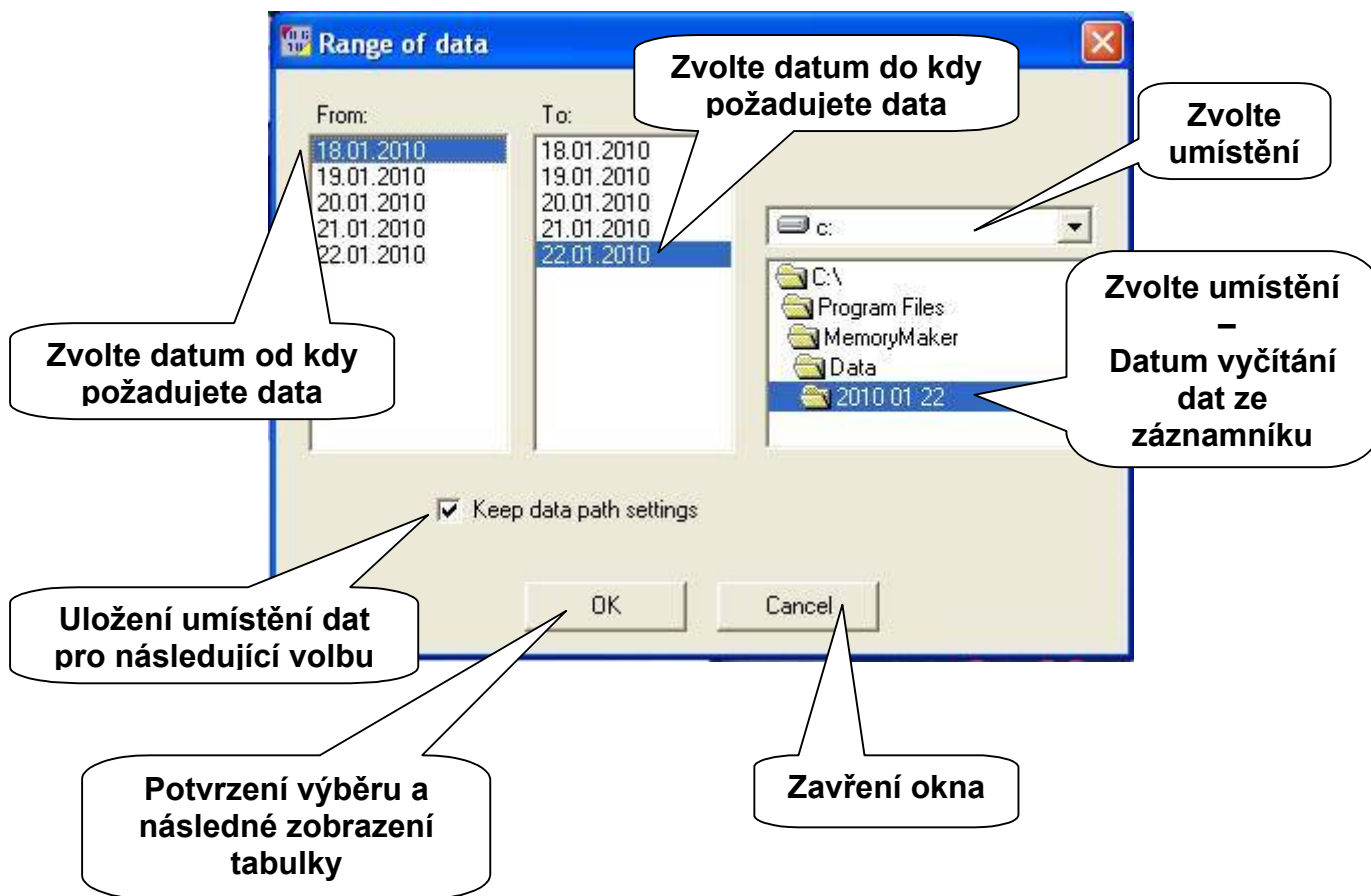 Range of data
Zvolte datum do kdy
požadujete data
From:
To:
18.01.2010
19.01.2010
20.01.2010
21.01.2010
22.01.2010
18.01.2010
19.01.2010
20.01.2010
21.01.2010
22.01.2010
Zvolte
umístění
c:
C:\
Program Files
MemoryMaker
Data
2010 01 22
Zvolte umístění
–
Datum vyčítání
dat ze
záznamníku
Zvolte datum od kdy
požadujete data
Keep data path settings
Uložení umístění dat
pro následující volbu
OK
Cancel
Potvrzení výběru a
následné zobrazení
tabulky
Zavření okna